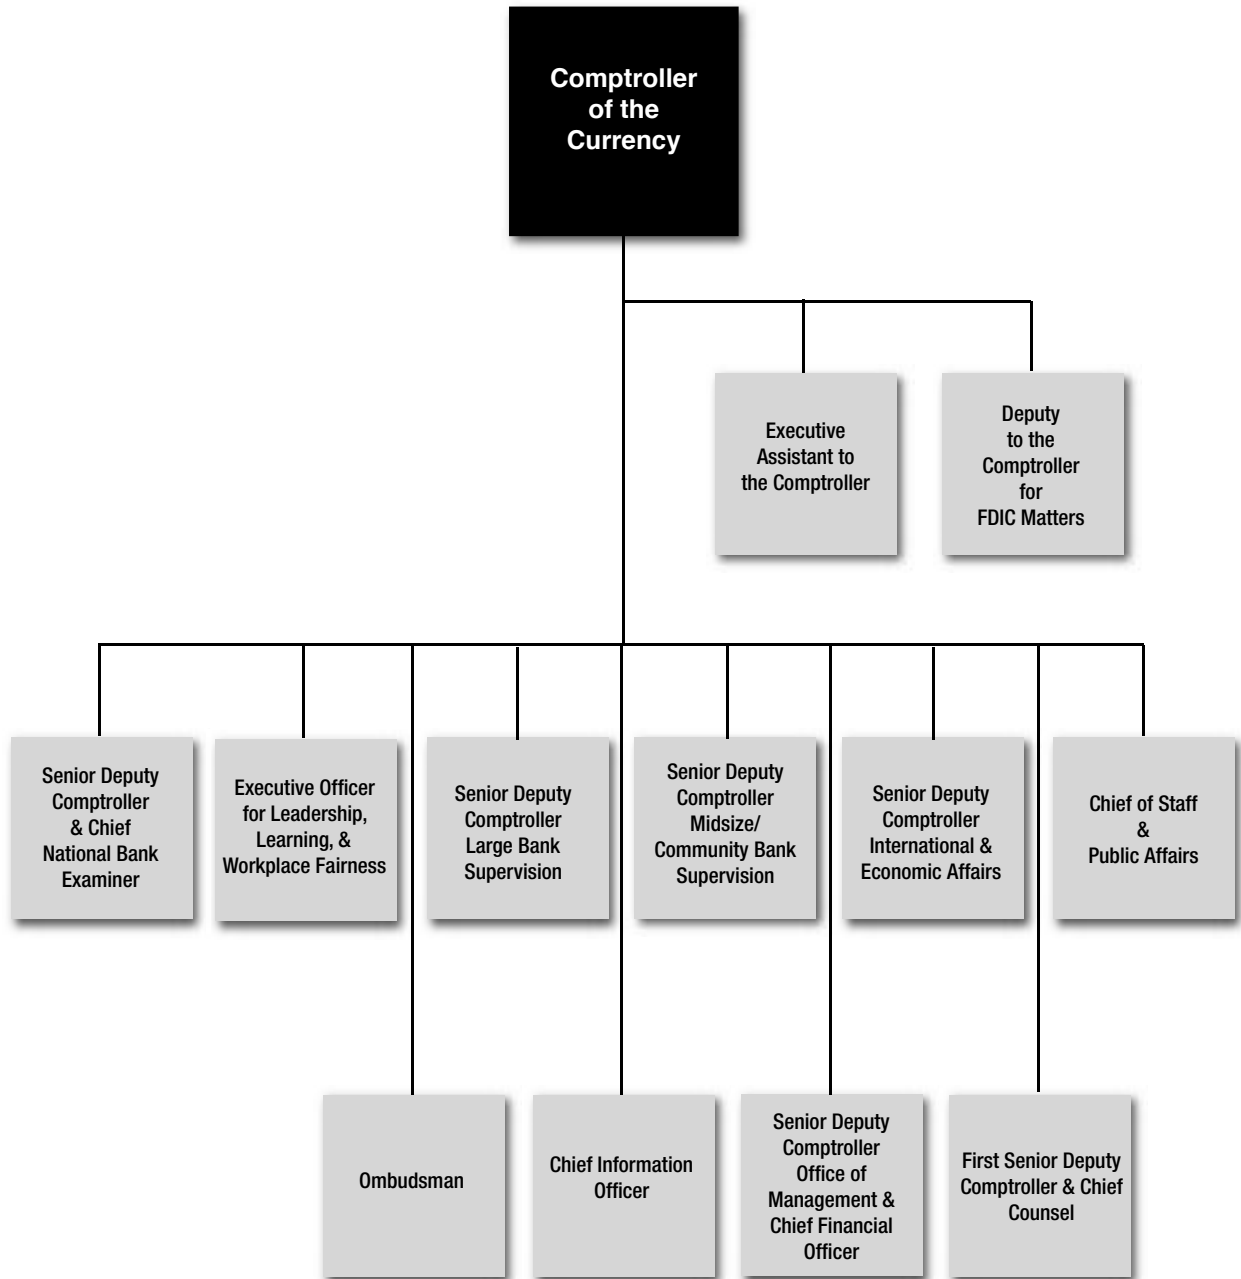 Comptroller
of the
Currency
Executive
Assistant to
the Comptroller
Deputy
to the
Comptroller
for
FDIC Matters
Senior Deputy
Comptroller
& Chief
National Bank
Examiner
Executive Officer
for Leadership,
Learning, &
Workplace Fairness
Senior Deputy
Comptroller
Large Bank
Supervision
Senior Deputy
Comptroller
Midsize/
Community Bank
Supervision
Senior Deputy
Comptroller
International &
Economic Affairs
Chief of Staff
&
Public Affairs
Ombudsman
Chief Information
Officer
Senior Deputy
Comptroller
Office of
Management &
Chief Financial
Officer
First Senior Deputy
Comptroller & Chief
Counsel